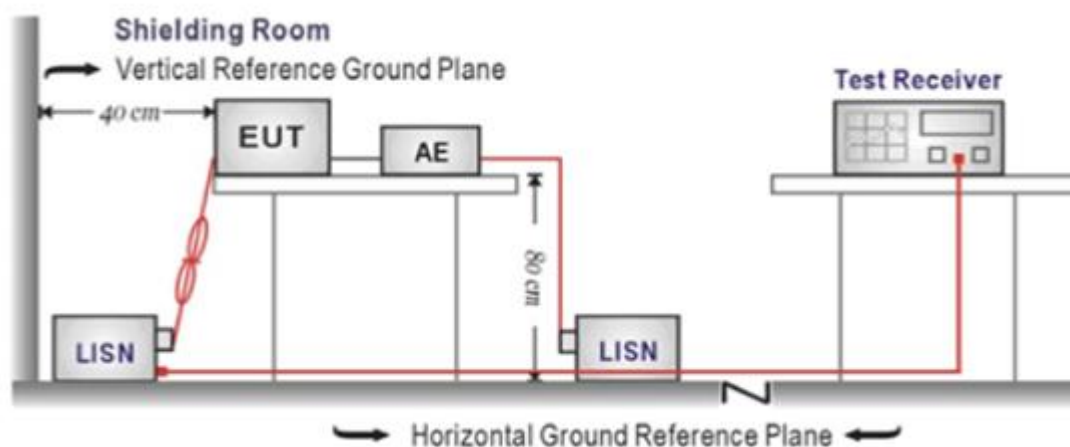 Shielding Room
Vertical Reference Ground Plane
40 cm
Test Receiver
EUT
AE
80 cm
LISN
LISN
Horizontal Ground Reference Plane